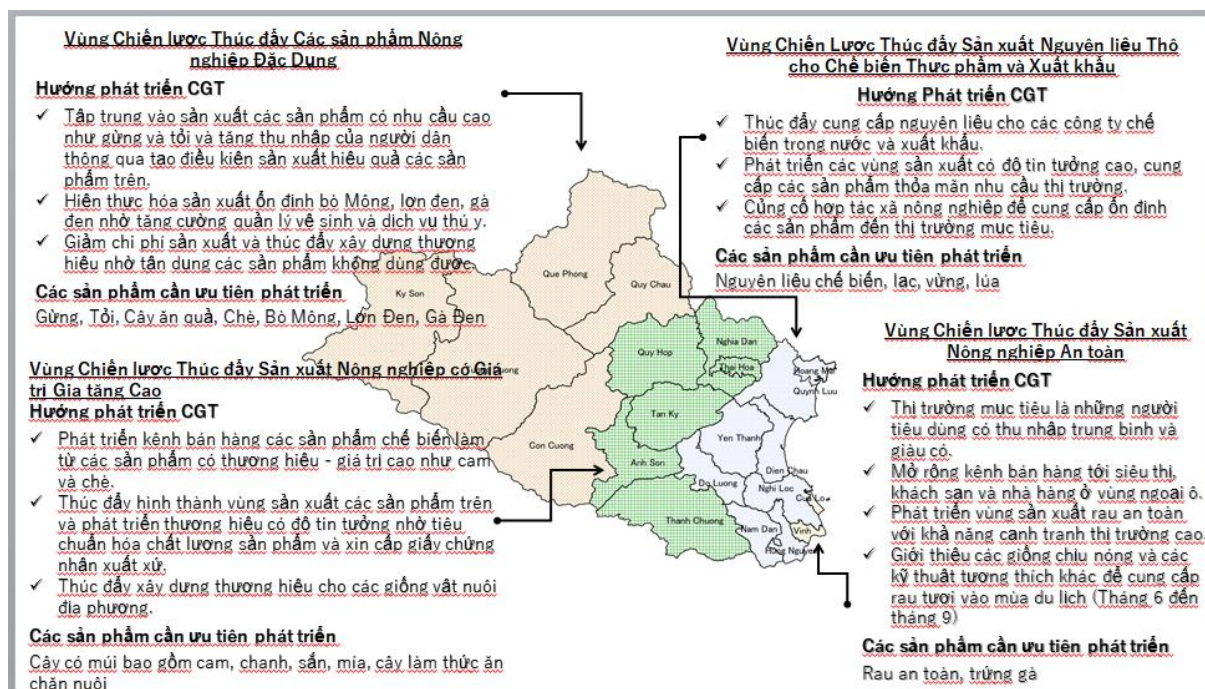 Vùng Chiến lược Thúc đẩy Các sản phẩm Nông
nghiệp Đặc Dụng
Hướng phát triển CGT
✓ Tập trung vào sản xuất các sản phẩm có nhu cầu cao
như gừng và tỏi và tăng thu nhập của người dân
thông qua tạo điều kiện sản xuất hiệu quả các sản
phẩm trên.
✓ Hiện thực hóa sản xuất ổn định bò Mông, lợn đen, gà
đen nhờ tăng cường quản lý vệ sinh và dịch vụ thú y.
✓ Giảm chi phí sản xuất và thúc đẩy xây dựng thương
hiệu nhờ tận dụng các sản phẩm không dùng được.
Các sản phẩm cần ưu tiên phát triển
Gừng, Tỏi, Cây ăn quả, Chè, Bò Mông, Lợn Đen, Gà Đen
Vùng Chiến lược Thúc đẩy Sản xuất Nông nghiệp có Giá
trị Gia tăng Cao
Hướng phát triển CGT
✓ Phát triển kênh bán hàng các sản phẩm chế biến làm
từ các sản phẩm có thương hiệu - giá trị cao như cam
và chè.
✓ Thúc đẩy hình thành vùng sản xuất các sản phẩm trên
và phát triển thương hiệu có độ tin tưởng nhờ tiêu
chuẩn hóa chất lượng sản phẩm và xin cấp giấy chứng
nhận xuất xứ.
✓ Thúc đẩy xây dựng thương hiệu cho các giống vật nuôi
địa phương.
Các sản phẩm cần ưu tiên phát triển
Cây có múi bao gồm cam, chanh, sắn, mía, cây làm thức ăn
chăn nuôi
Vùng Chiến Lược Thúc đẩy Sản xuất Nguyên liệu Thô
cho Chế biến Thực phẩm và Xuất khẩu
Hướng Phát triển CGT
✓ Thúc đẩy cung cấp nguyên liệu cho các công ty chế
biến trong nước và xuất khẩu.
✓ Phát triển các vùng sản xuất có độ tin tưởng cao, cung
cấp các sản phẩm thỏa mãn nhu cầu thị trường.
✓ Củng cố hợp tác xã nông nghiệp để cung cấp ổn định
các sản phẩm đến thị trường mục tiêu.
Các sản phẩm cần ưu tiên phát triển
Nguyên liệu chế biến, lạc, vừng, lúa
Vùng Chiến lược Thúc đẩy Sản xuất
Nông nghiệp An toàn
Hướng phát triển CGT
✓ Thị trường mục tiêu là những người
tiêu dùng có thu nhập trung bình và
giàu có.
✓ Mở rộng kênh bán hàng tới siêu thị,
khách sạn và nhà hàng ở vùng ngoại ô.
✓ Phát triển vùng sản xuất rau an toàn
với khả năng cạnh tranh thị trường cao.
✓ Giới thiệu các giống chịu nóng và các
kỹ thuật tương thích khác để cung cấp
rau tươi vào mùa du lịch (Tháng 6 đến
tháng 9)
Các sản phẩm cần ưu tiên phát triển
Rau an toàn, trứng gà
Que Phong
Ky Son
Quy Chau
Nghia Dan
Quy Hop
Thai Hoa
Quynh Luu
Tan Ky
Con Cuong
Yen Thanh
Anh Son
Dien Chau
Do Luong
Nghi Loc
Cua Lo
Thanh Chuong
Nam Dan
Vinh